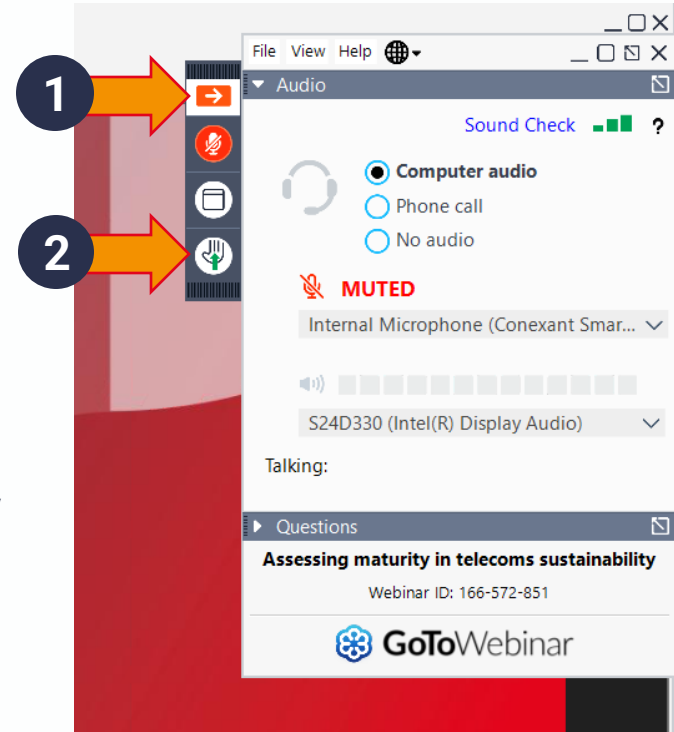 1
File View Help
Audio
Sound Check ?
Computer audio
Phone call
No audio
2
MUTED
Internal Microphone (Conexant Smar...
S24D330 (Intel(R) Display Audio)
Talking:
Questions
Assessing maturity in telecoms sustainability
Webinar ID: 166-572-851
GoToWebinar